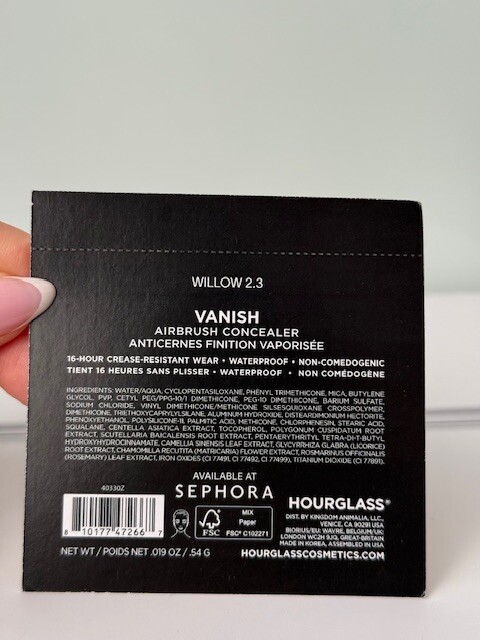 WILLOW 2.3
VANISH
AIRBRUSH CONCEALER
ANTICERNES FINITION VAPORISÉE
16-HOUR CREASE-RESISTANT WEAR • WATERPROOF • NON-COMEDOGENIC
TIENT 16 HEURES SANS PLISSER • WATERPROOF • NON COMÉDOGÈNE
INGREDIENTS: WATER/AQUA, CYCLOPENTASILOXANE, PHENYL TRIMETHICONE, MICA, BUTYLENE
GLYCOL, PVP, CETYL PEG/PPG-10/1 DIMETHICONE, PEG-10 DIMETHICONE, BARIUM SULFATE,
SODIUM CHLORIDE, VINYL DIMETHICONE/METHICONE SILSESQUIOXANE CROSSPOLYMER,
DIMETHICONE, TRIETHOXYCAPRYLYLSILANE, ALUMINUM HYDROXIDE, DISTEARDIMONIUM HECTORITE,
PHENOXYETHANOL, POLYSILICONE-11, PALMITIC ACID, METHICONE, CHLORPHENESIN, STEARIC ACID,
SQUALANE, CENTELLA ASIATICA EXTRACT, TOCOPHEROL, POLYGONUM CUSPIDATUM ROOT
EXTRACT, SCUTELLARIA BAICALENSIS ROOT EXTRACT, PENTAERYTHRITYL TETRA-DI-T-BUTYL
HYDROXYHYDROCINNAMATE, CAMELLIA SINENSIS LEAF EXTRACT, GLYCYRRHIZA GLABRA (LICORICE)
ROOT EXTRACT, CHAMOMILLA RECUTITA (MATRICARIA) FLOWER EXTRACT, ROSMARINUS OFFICINALIS
(ROSEMARY) LEAF EXTRACT, IRON OXIDES (CI 77491, CI 77492, CI 77499), TITANIUM DIOXIDE (CI 77891).
AVAILABLE AT
SEPHORA
40330Z
8 10177 47266 7
FSC
MIX
Paper
FSC® C102271
HOURGLASS®
DIST. BY KINGDOM ANIMALIA, LLC.
VENICE, CA 90291 USA
BIORIUS/EU: WAVRE, BELGIUM/UK:
LONDON WC2H 9JQ, GREAT-BRITAIN
MADE IN KOREA, ASSEMBLED IN USA
NET WT / POIDS NET .019 OZ / .54 G
HOURGLASSCOSMETICS.COM